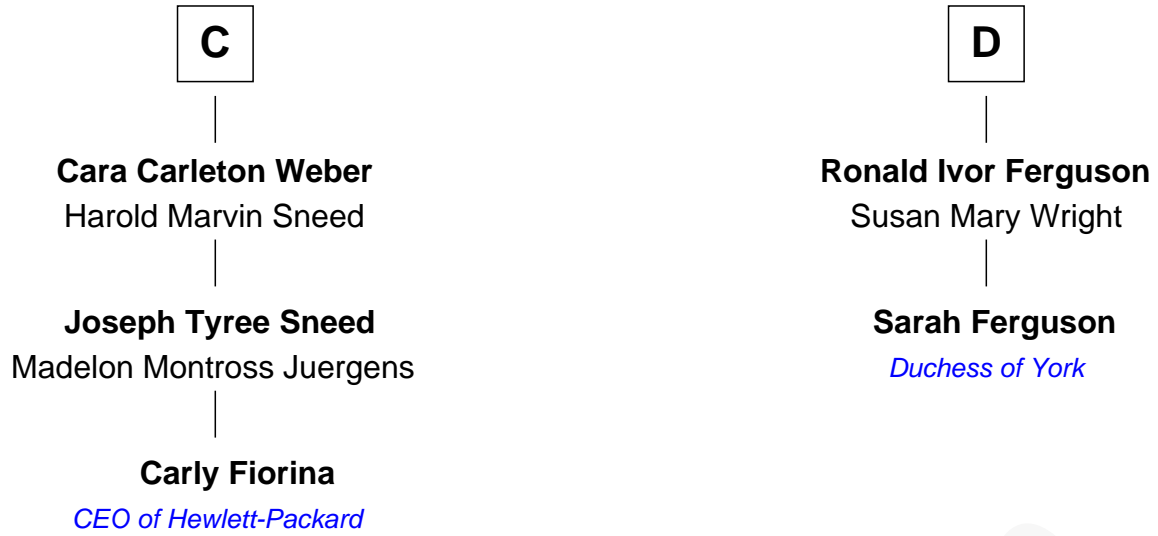 C
Cara Carleton Weber
Harold Marvin Sneed
Joseph Tyree Sneed
Madelon Montross Juergens
Carly Fiorina
CEO of Hewlett-Packard
D
Ronald Ivor Ferguson
Susan Mary Wright
Sarah Ferguson
Duchess of York